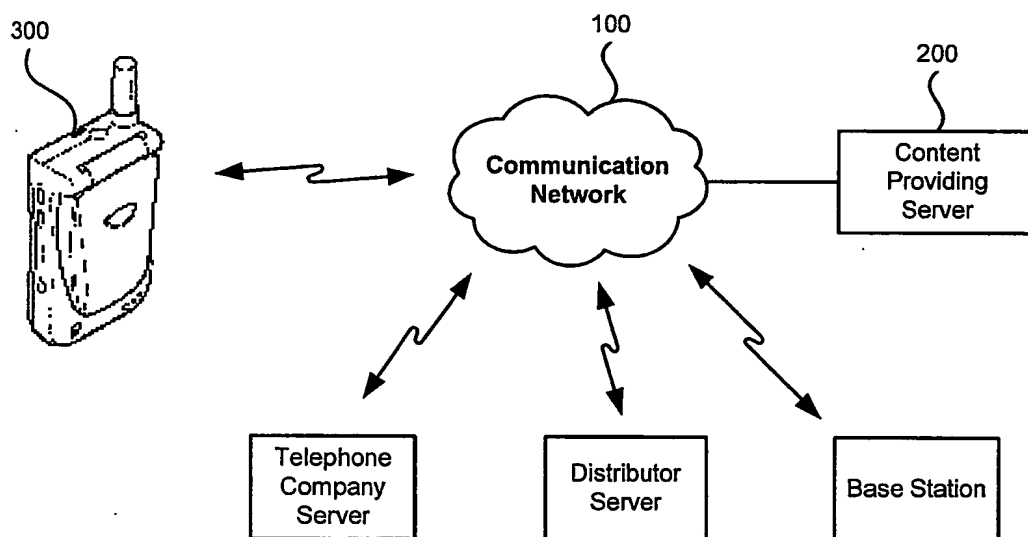 300
100
200
Communication
Network
Content
Providing
Server
Telephone
Company
Server
Distributor
Server
Base Station